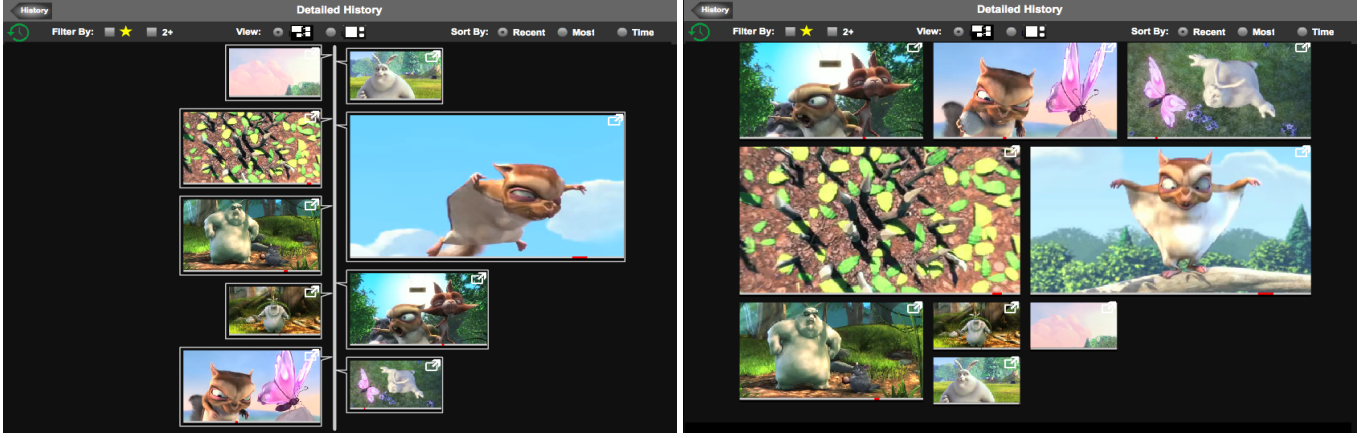 History
Detailed History
Filter By: 2+ View: Sort By: Recent Most Time
History
Detailed History
Filter By: 2+ View: Sort By: Recent Most Time